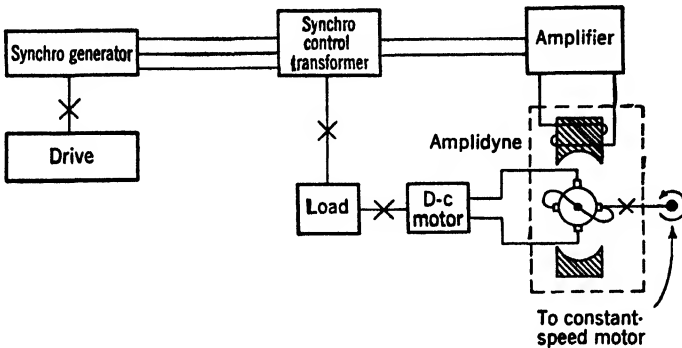 Synchro generator
Synchro
control
transformer
Amplifier
Drive
Amplidyne
Load
D-c
motor
To constant-
speed motor